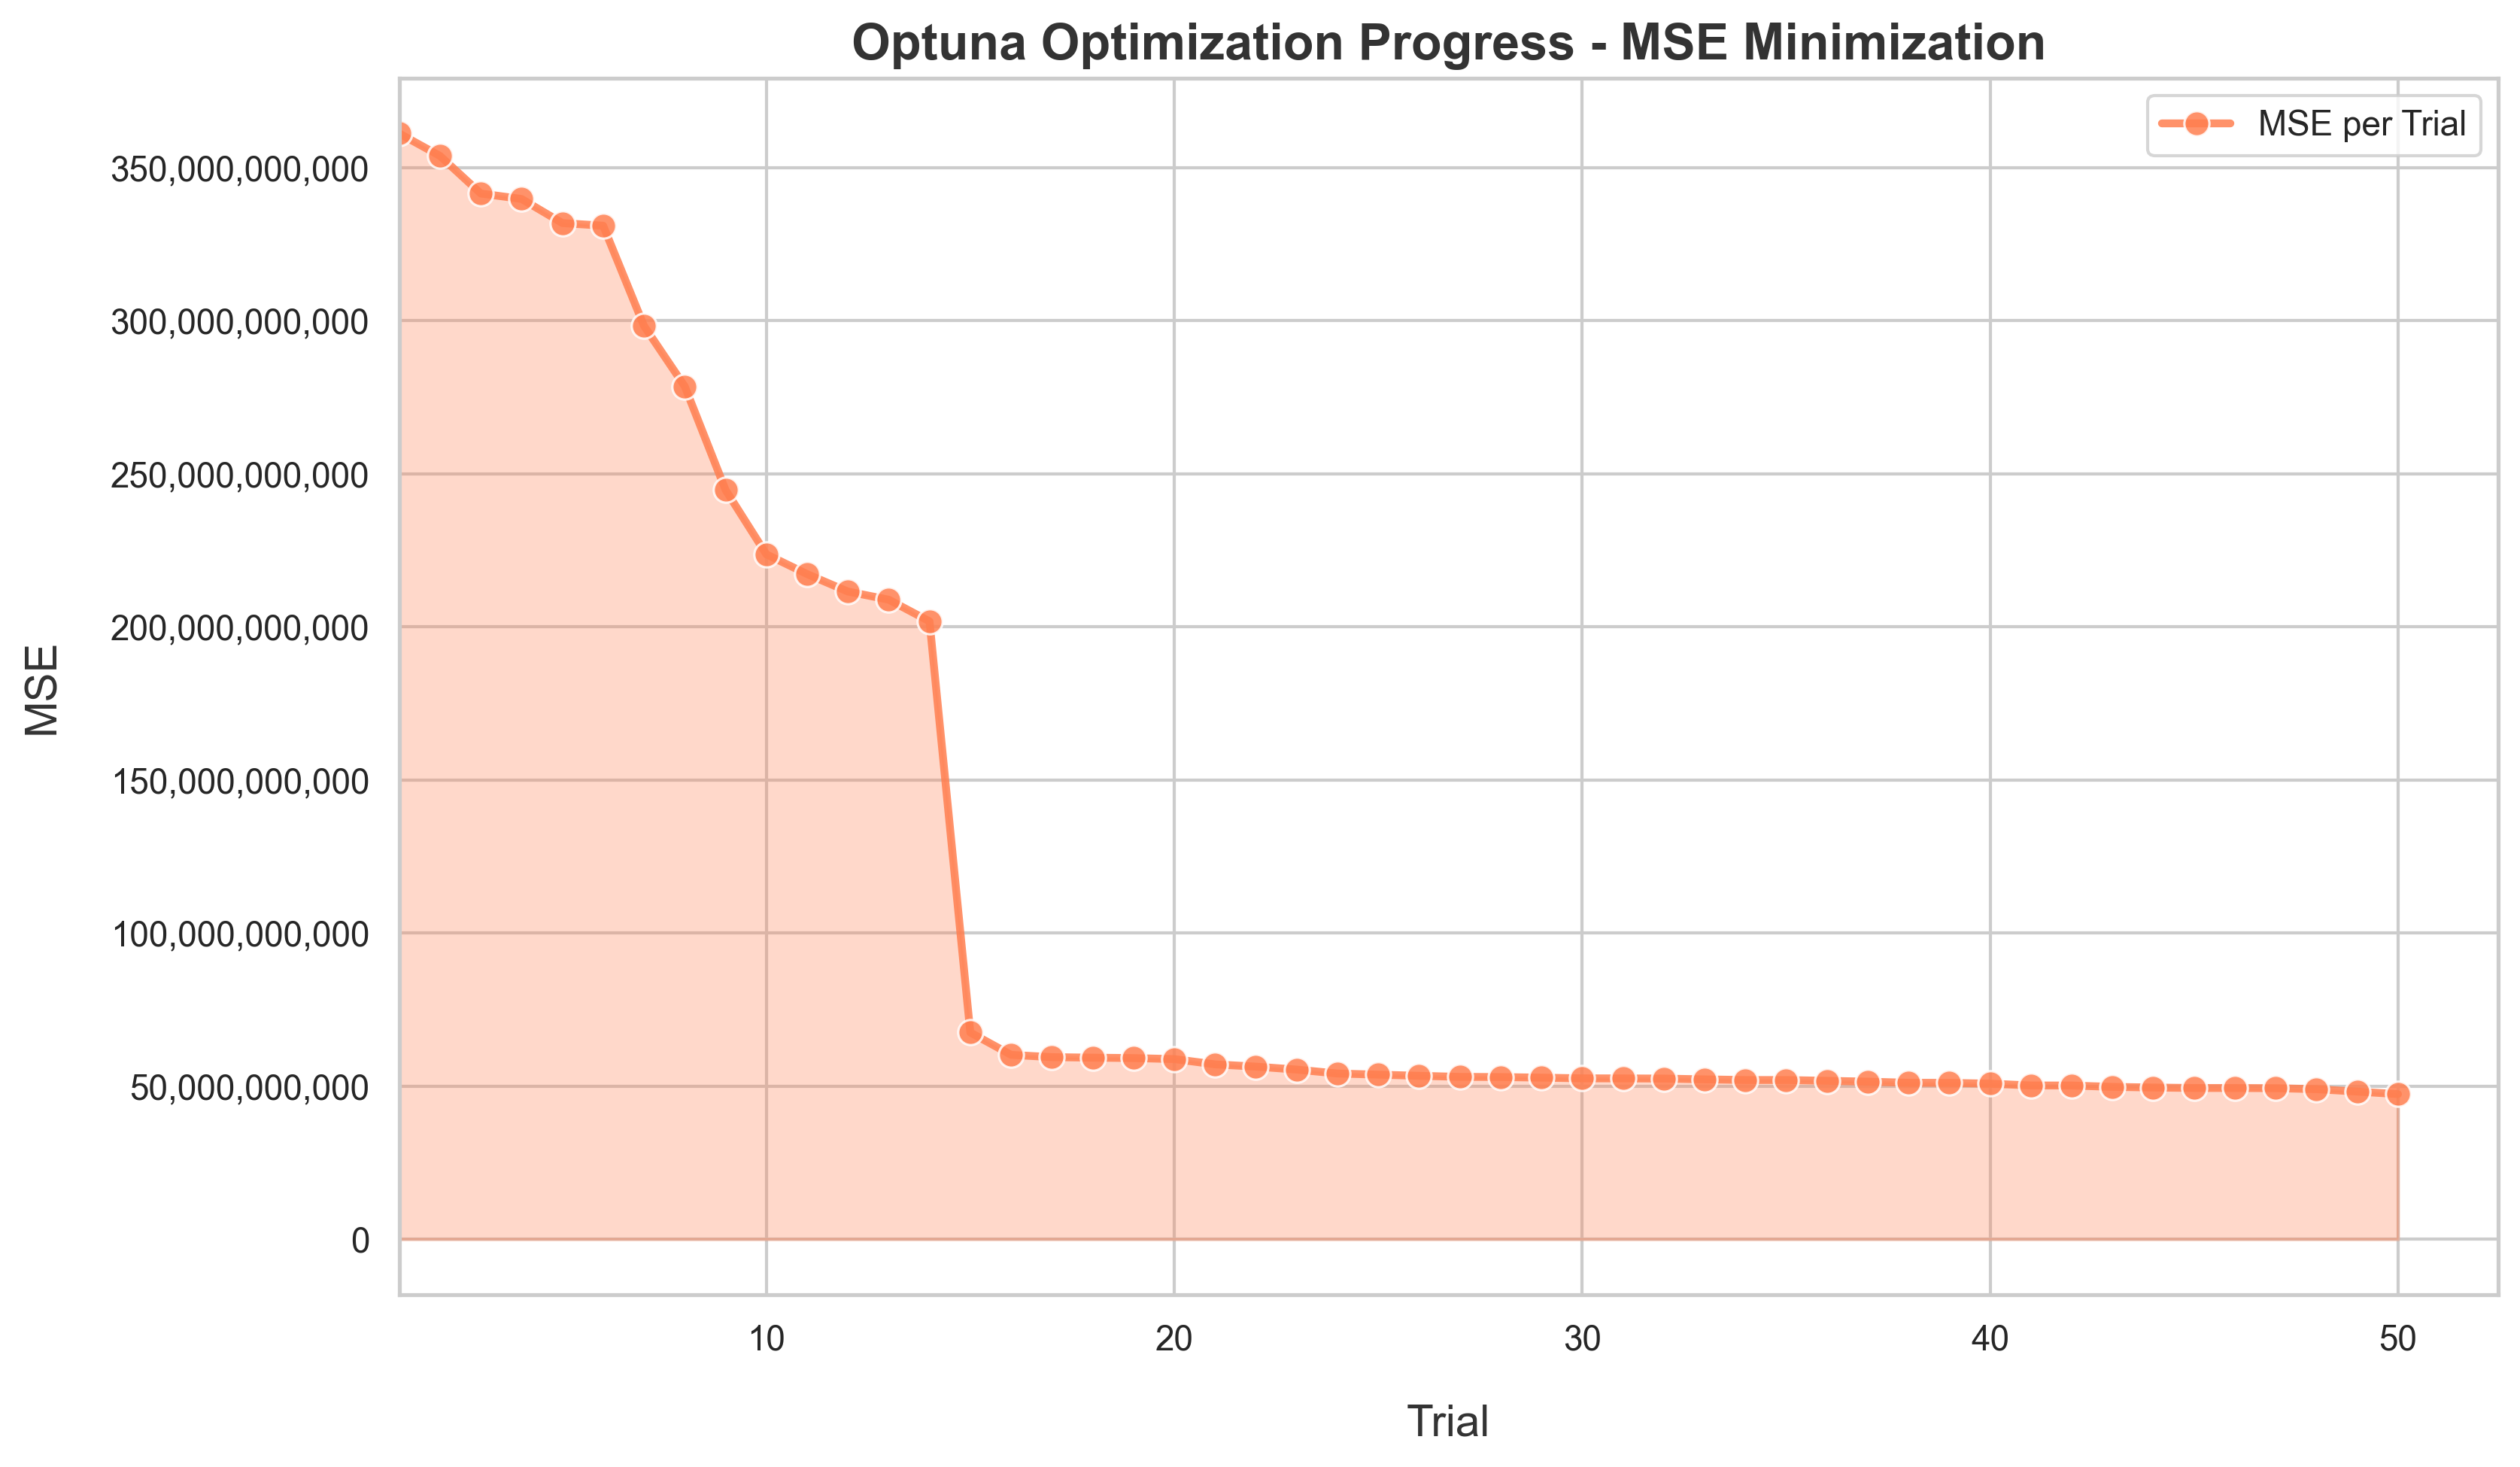 Optuna Optimization Progress - MSE Minimization
MSE per Trial
350,000,000,000
300,000,000,000
250,000,000,000
200,000,000,000
150,000,000,000
100,000,000,000
50,000,000,000
0
MSE
10 20 30 40 50
Trial